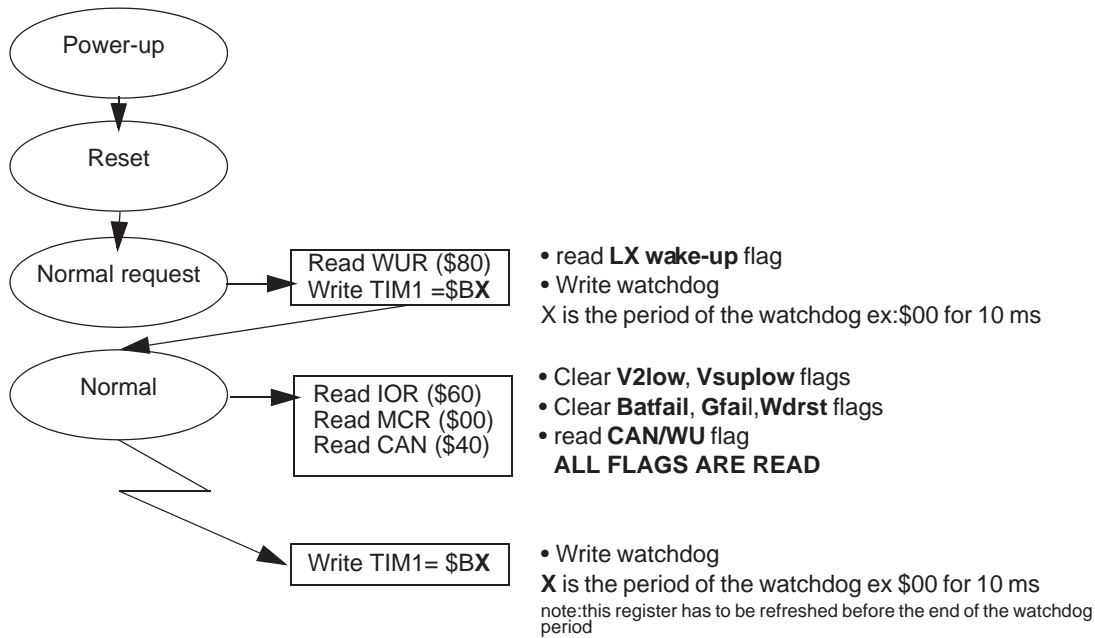 Power-up
Reset
Normal request
Read WUR ($80)
Write TIM1 =$BX
• read LX wake-up flag
• Write watchdog
X is the period of the watchdog ex:$00 for 10 ms
Normal
Read IOR ($60)
Read MCR ($00)
Read CAN ($40)
• Clear V2low, Vsuplow flags
• Clear Batfail, Gfail,Wdrst flags
• read CAN/WU flag
ALL FLAGS ARE READ
Write TIM1= $BX
• Write watchdog
X is the period of the watchdog ex $00 for 10 ms
note:this register has to be refreshed before the end of the watchdog
period